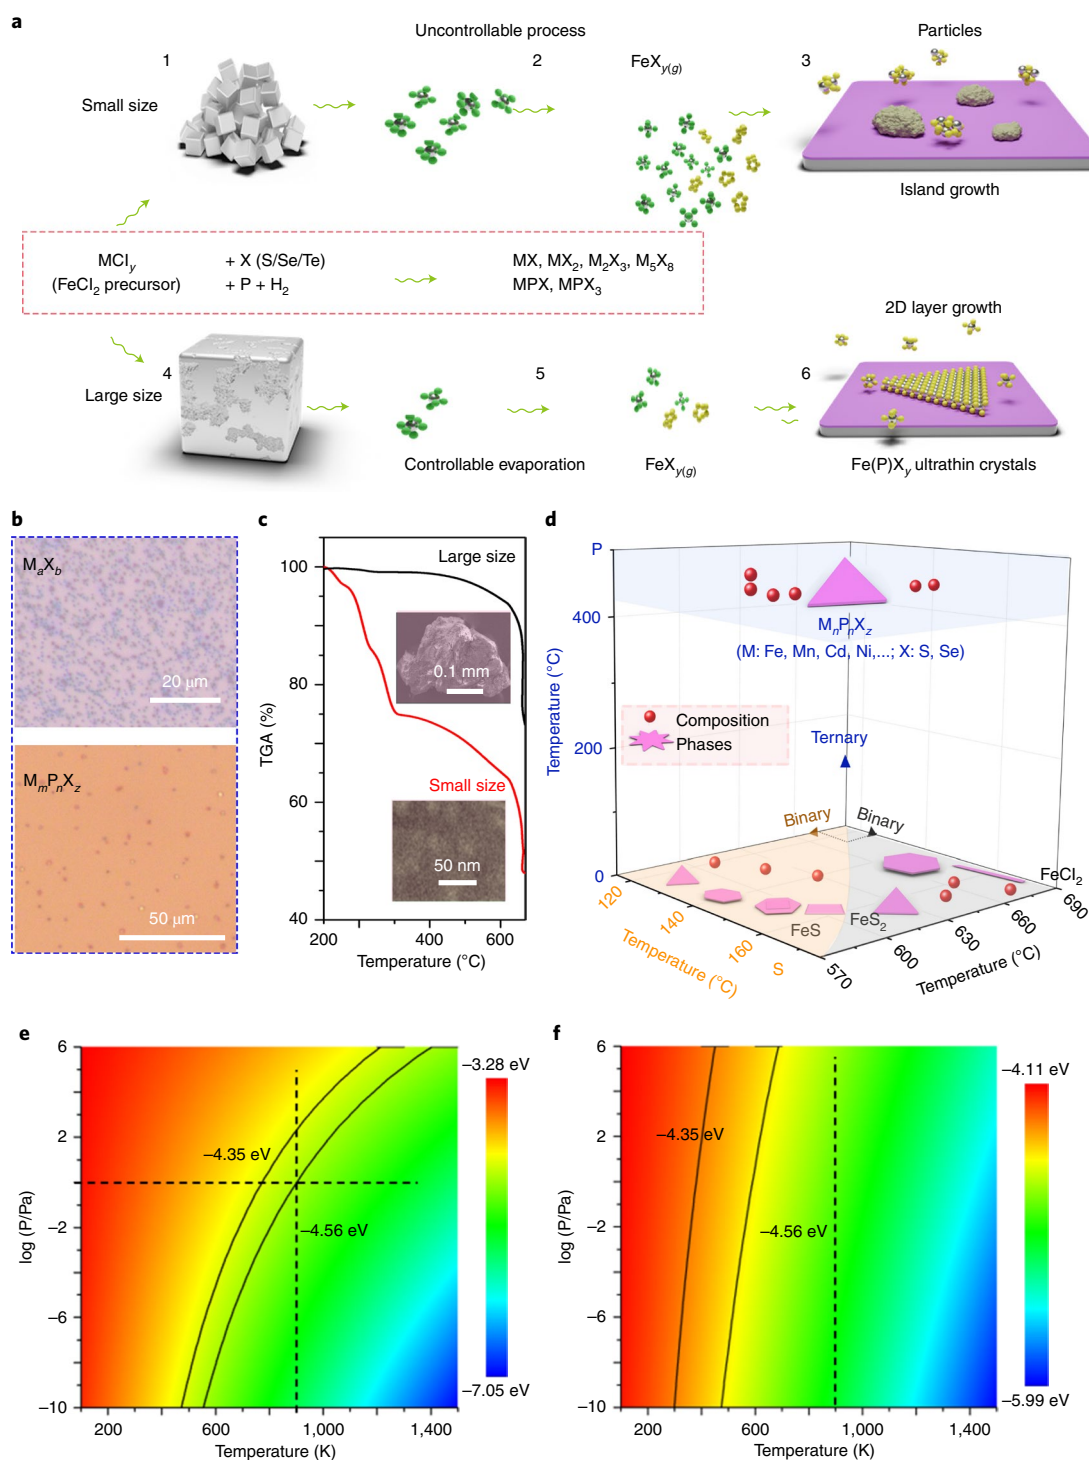 a
Uncontrollable process
Particles
1
2
FeX_y(g)
3
Small size
Island growth
MCl_y
+ X (S/Se/Te)
MX, MX₂, M₂X₃, M₅X₈
(FeCl₂ precursor)
+ P + H₂
MPX, MPX₃
2D layer growth
4
5
6
Large size
Controllable evaporation
FeX_y(g)
Fe(P)X_y ultrathin crystals
b
M_aX_b
20 μm
M_mP_nX_z
50 μm
c
100
80
60
40
TGA (%)
Large size
0.1 mm
Small size
50 nm
200
400
600
Temperature (°C)
d
P
400
200
0
Temperature (°C)
M_nP_nX_z
(M: Fe, Mn, Cd, Ni,...; X: S, Se)
Composition
Phases
Ternary
Binary
Binary
FeCl₂
FeS
FeS₂
S
120
140
160
Temperature (°C)
570
600
630
660
690
Temperature (°C)
e
6
2
−2
−6
−10
log (P/Pa)
−4.35 eV
−4.56 eV
−3.28 eV
−7.05 eV
200
600
1,000
1,400
Temperature (K)
f
6
2
−2
−6
−10
log (P/Pa)
−4.35 eV
−4.56 eV
−4.11 eV
−5.99 eV
200
600
1,000
1,400
Temperature (K)